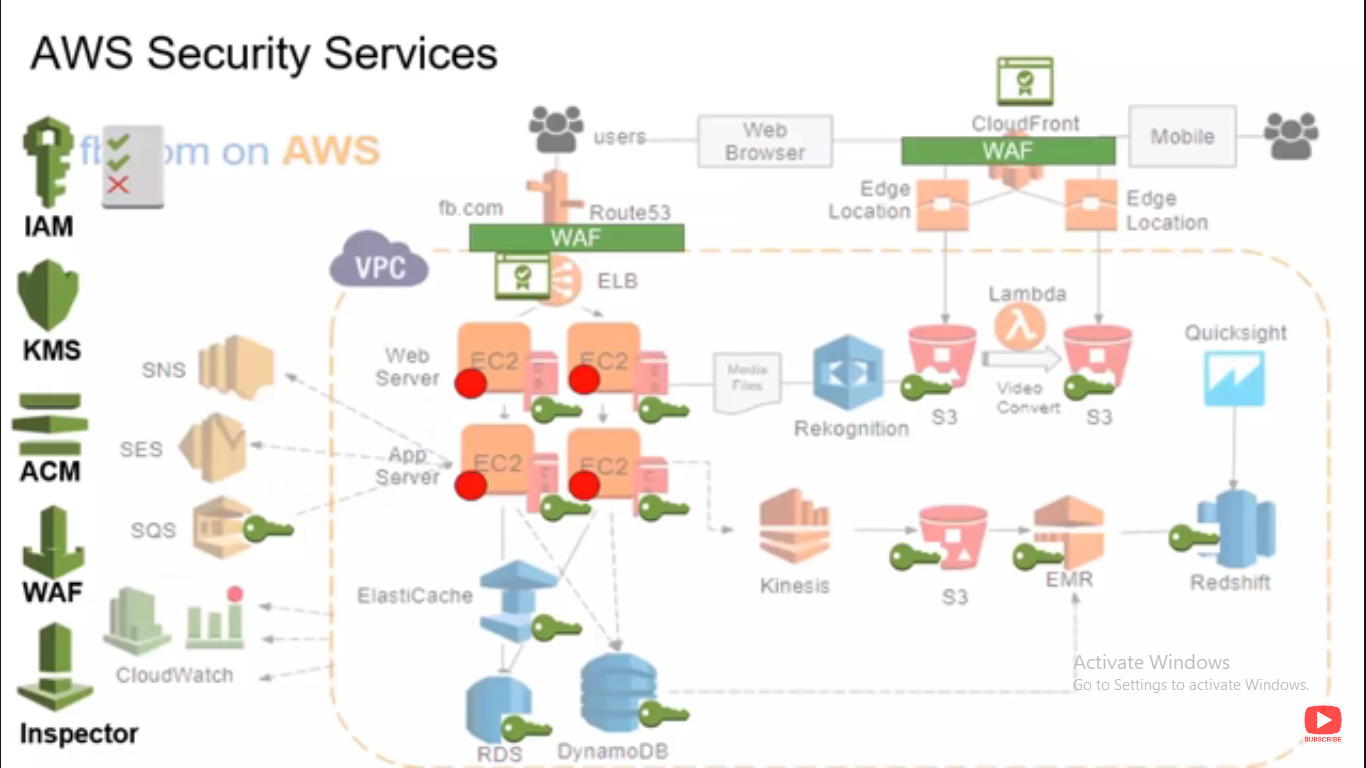 AWS Security Services
om on AWS
IAM
KMS
ACM
WAF
Inspector
users
Web
Browser
CloudFront
WAF
Mobile
Edge
Location
Edge
Location
fb.com
Route53
WAF
VPC
ELB
Web
Server
EC2
EC2
SNS
SES
SQS
CloudWatch
App
Server
EC2
EC2
Media
Files
Rekognition
Lambda
λ
Video
Convert
S3
S3
Quicksight
Kinesis
S3
EMR
Redshift
ElastiCache
RDS
DynamoDB
Activate Windows
Go to Settings to activate Windows.
SUBSCRIBE